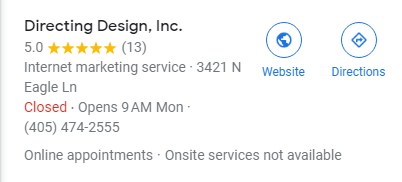 Directing Design, Inc.
5.0 ★★★★★ (13)
Internet marketing service · 3421 N
Eagle Ln
Closed · Opens 9 AM Mon ·
(405) 474-2555
Online appointments · Onsite services not available
Website
Directions